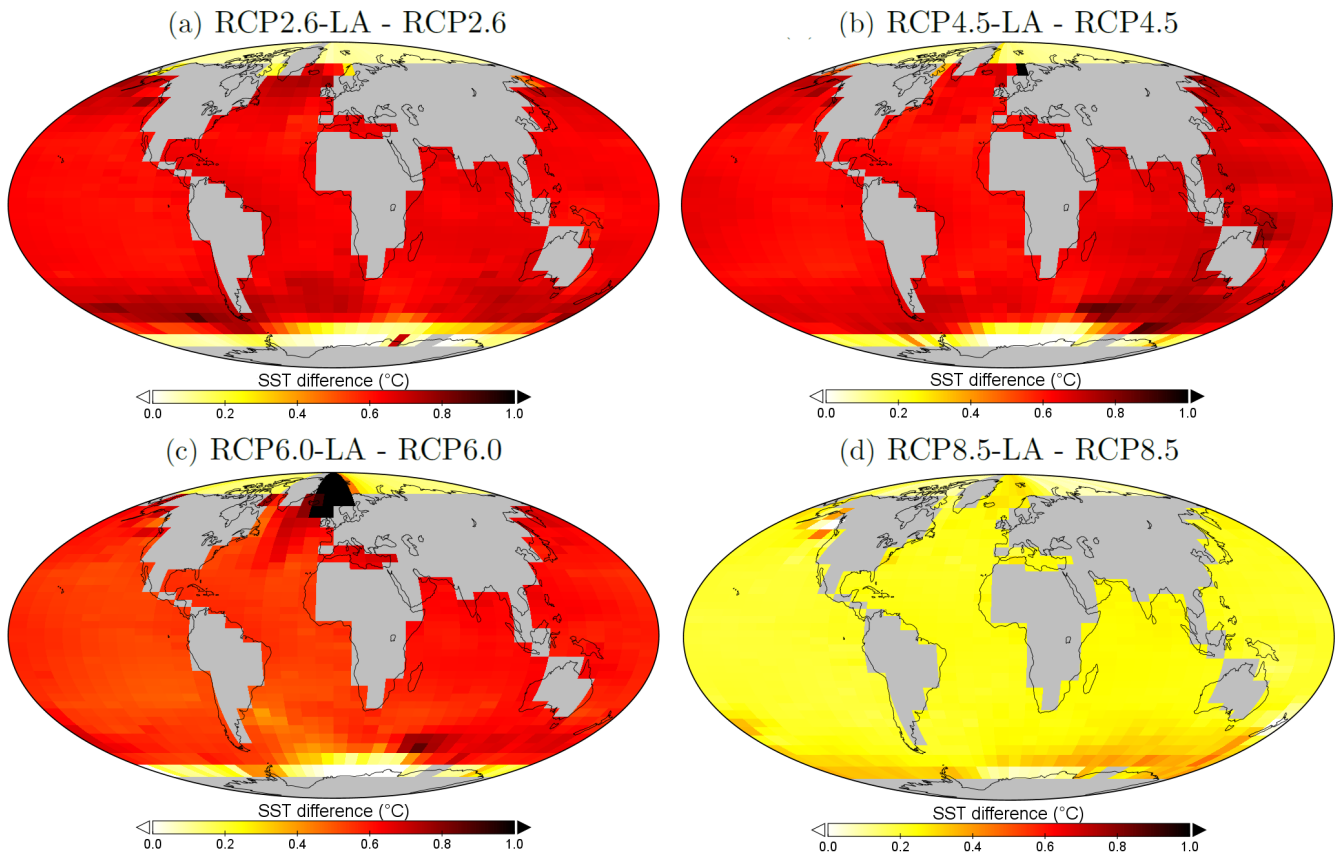 (a) RCP2.6-LA - RCP2.6
(b) RCP4.5-LA - RCP4.5
SST difference (°C)
0.0 0.2 0.4 0.6 0.8 1.0
SST difference (°C)
0.0 0.2 0.4 0.6 0.8 1.0
(c) RCP6.0-LA - RCP6.0
(d) RCP8.5-LA - RCP8.5
SST difference (°C)
0.0 0.2 0.4 0.6 0.8 1.0
SST difference (°C)
0.0 0.2 0.4 0.6 0.8 1.0